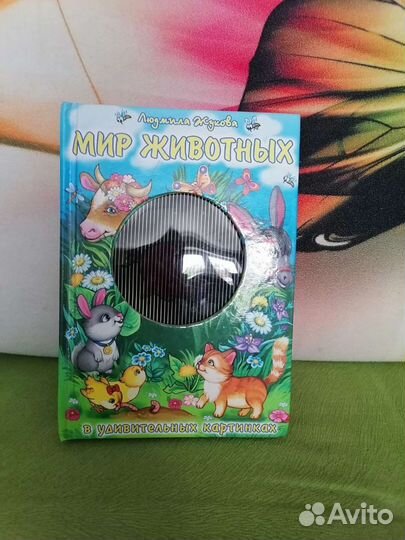 Людмила Жукова
МИР ЖИВОТНЫХ
в удивительных картинках
Avito